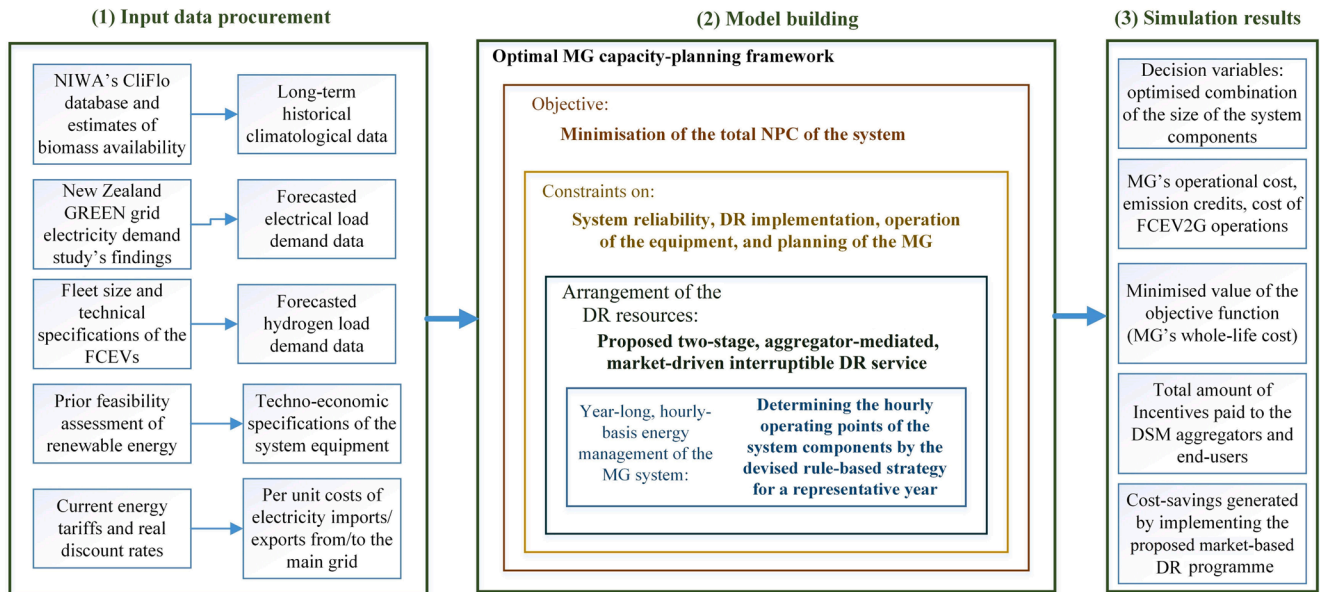 (1) Input data procurement
NIWA's CliFlo
database and
estimates of
biomass availability
Long-term
historical
climatological data
New Zealand
GREEN grid
electricity demand
study's findings
Forecasted
electrical load
demand data
Fleet size and
technical
specifications of the
FCEVs
Forecasted
hydrogen load
demand data
Prior feasibility
assessment of
renewable energy
Techno-economic
specifications of the
system equipment
Current energy
tariffs and real
discount rates
Per unit costs of
electricity imports/
exports from/to the
main grid
(2) Model building
Optimal MG capacity-planning framework
Objective:
Minimisation of the total NPC of the system
Constraints on:
System reliability, DR implementation, operation
of the equipment, and planning of the MG
Arrangement of the
DR resources:
Proposed two-stage, aggregator-mediated,
market-driven interruptible DR service
Year-long, hourly-
basis energy
management of the
MG system:
Determining the hourly
operating points of the
system components by the
devised rule-based strategy
for a representative year
(3) Simulation results
Decision variables:
optimised combination
of the size of the system
components
MG's operational cost,
emission credits, cost of
FCEV2G operations
Minimised value of the
objective function
(MG's whole-life cost)
Total amount of
Incentives paid to the
DSM aggregators and
end-users
Cost-savings generated
by implementing the
proposed market-based
DR programme